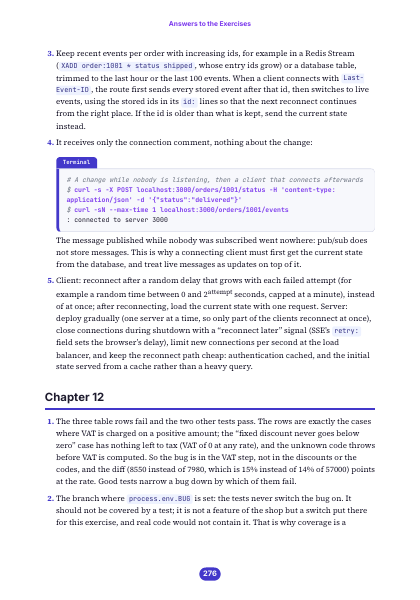 Answers to the Exercises
3. Keep recent events per order with increasing ids, for example in a Redis Stream
( XADD order:1001 * status shipped , whose entry ids grow) or a database table,
trimmed to the last hour or the last 100 events. When a client connects with Last-
Event-ID , the route first sends every stored event after that id, then switches to live
events, using the stored ids in its id: lines so that the next reconnect continues
from the right place. If the id is older than what is kept, send the current state
instead.
4. It receives only the connection comment, nothing about the change:
Terminal
# A change while nobody is listening, then a client that connects afterwards
$ curl -s -X POST localhost:3000/orders/1001/status -H 'content-type:
application/json' -d '{"status":"delivered"}'
$ curl -sN --max-time 1 localhost:3000/orders/1001/events
: connected to server 3000
The message published while nobody was subscribed went nowhere: pub/sub does
not store messages. This is why a connecting client must first get the current state
from the database, and treat live messages as updates on top of it.
5. Client: reconnect after a random delay that grows with each failed attempt (for
example a random time between 0 and 2^attempt seconds, capped at a minute), instead
of at once; after reconnecting, load the current state with one request. Server:
deploy gradually (one server at a time, so only part of the clients reconnect at once),
close connections during shutdown with a “reconnect later” signal (SSE’s retry:
field sets the browser’s delay), limit new connections per second at the load
balancer, and keep the reconnect path cheap: authentication cached, and the initial
state served from a cache rather than a heavy query.
Chapter 12
1. The three table rows fail and the two other tests pass. The rows are exactly the cases
where VAT is charged on a positive amount; the “fixed discount never goes below
zero” case has nothing left to tax (VAT of 0 at any rate), and the unknown code throws
before VAT is computed. So the bug is in the VAT step, not in the discounts or the
codes, and the diff (8550 instead of 7980, which is 15% instead of 14% of 57000) points
at the rate. Good tests narrow a bug down by which of them fail.
2. The branch where process.env.BUG is set: the tests never switch the bug on. It
should not be covered by a test; it is not a feature of the shop but a switch put there
for this exercise, and real code would not contain it. That is why coverage is a
276